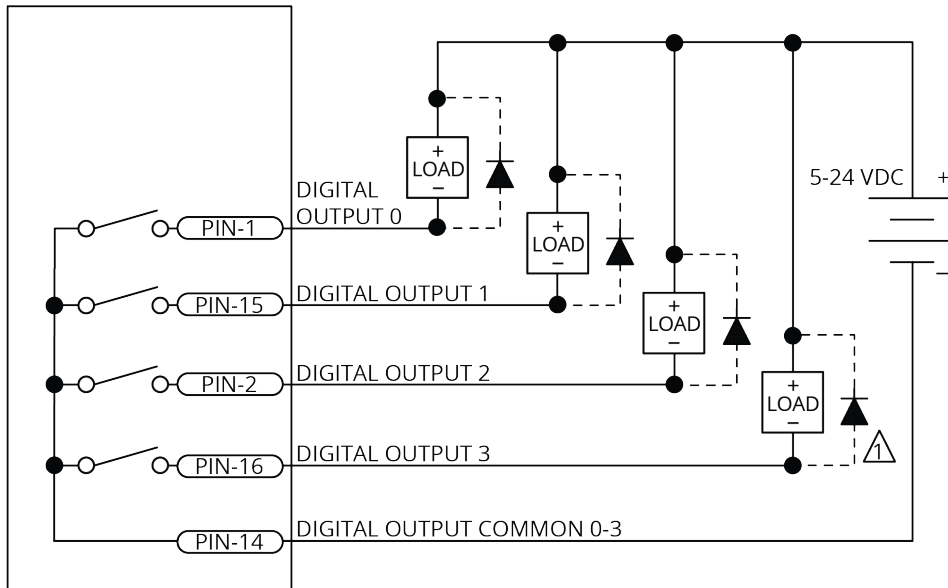 +
LOAD
–
5-24 VDC
+
–
DIGITAL
OUTPUT 0
PIN-1
+
LOAD
–
DIGITAL OUTPUT 1
PIN-15
+
LOAD
–
DIGITAL OUTPUT 2
PIN-2
+
LOAD
–
1
DIGITAL OUTPUT 3
PIN-16
DIGITAL OUTPUT COMMON 0-3
PIN-14